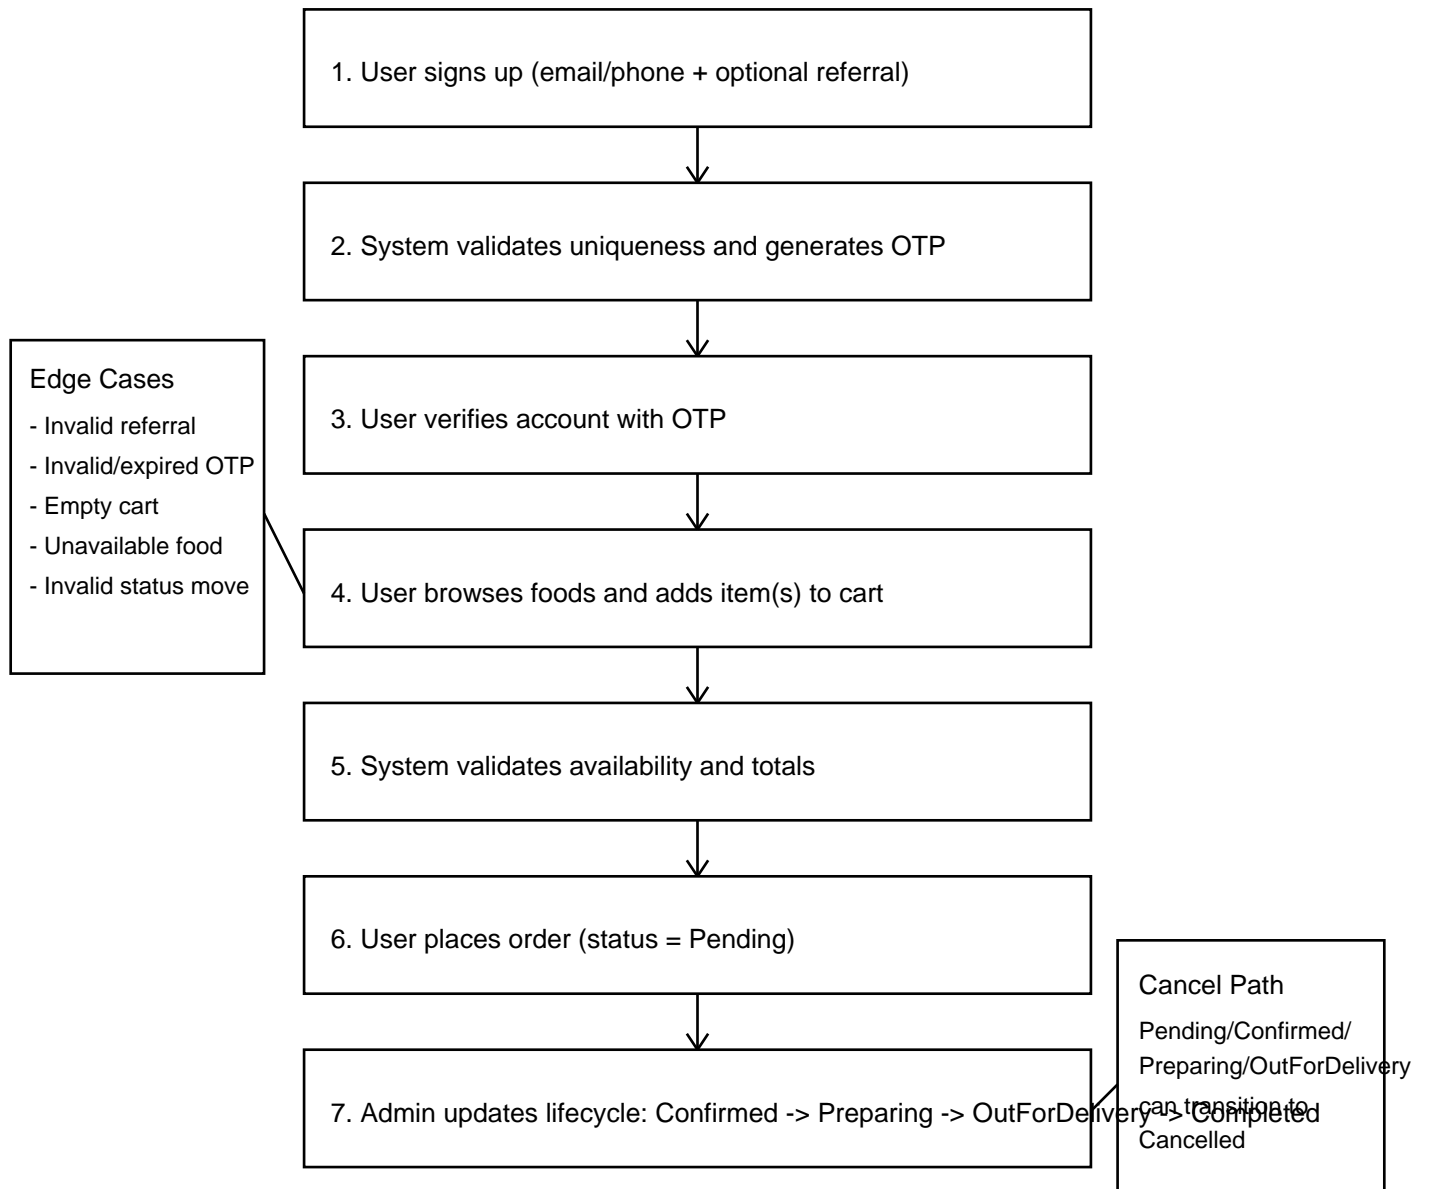 1. User signs up (email/phone + optional referral)
2. System validates uniqueness and generates OTP
Edge Cases
- Invalid referral
- Invalid/expired OTP
- Empty cart
- Unavailable food
- Invalid status move
3. User verifies account with OTP
4. User browses foods and adds item(s) to cart
5. System validates availability and totals
6. User places order (status = Pending)
7. Admin updates lifecycle: Confirmed -> Preparing -> OutForDelivery -> Completed
Cancel Path
Pending/Confirmed/
Preparing/OutForDelivery
can transition to
Cancelled